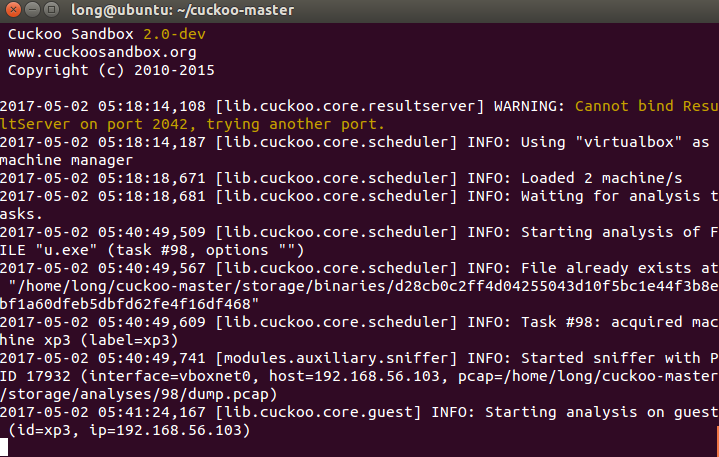 long@ubuntu: ~/cuckoo-master
Cuckoo Sandbox 2.0-dev
www.cuckoosandbox.org
Copyright (c) 2010-2015
2017-05-02 05:18:14,108 [lib.cuckoo.core.resultserver] WARNING: Cannot bind Resu
ltServer on port 2042, trying another port.
2017-05-02 05:18:14,187 [lib.cuckoo.core.scheduler] INFO: Using "virtualbox" as
machine manager
2017-05-02 05:18:18,671 [lib.cuckoo.core.scheduler] INFO: Loaded 2 machine/s
2017-05-02 05:18:18,681 [lib.cuckoo.core.scheduler] INFO: Waiting for analysis t
asks.
2017-05-02 05:40:49,509 [lib.cuckoo.core.scheduler] INFO: Starting analysis of F
ILE "u.exe" (task #98, options "")
2017-05-02 05:40:49,567 [lib.cuckoo.core.scheduler] INFO: File already exists at
"/home/long/cuckoo-master/storage/binaries/d28cb0c2ff4d04255043d10f5bc1e44f3b8e
bf1a60dfeb5dbfd62fe4f16df468"
2017-05-02 05:40:49,609 [lib.cuckoo.core.scheduler] INFO: Task #98: acquired mac
hine xp3 (label=xp3)
2017-05-02 05:40:49,741 [modules.auxiliary.sniffer] INFO: Started sniffer with P
ID 17932 (interface=vboxnet0, host=192.168.56.103, pcap=/home/long/cuckoo-master
/storage/analyses/98/dump.pcap)
2017-05-02 05:41:24,167 [lib.cuckoo.core.guest] INFO: Starting analysis on guest
(id=xp3, ip=192.168.56.103)